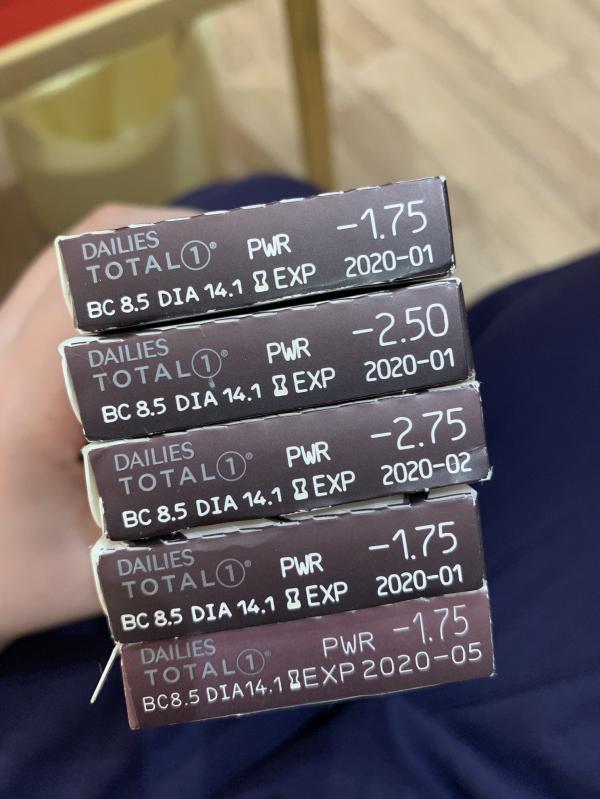 DAILIES PWR -1.75
TOTAL1®
BC 8.5 DIA 14.1 EXP 2020-01
DAILIES PWR -2.50
TOTAL1®
BC 8.5 DIA 14.1 EXP 2020-01
DAILIES PWR -2.75
TOTAL1®
BC 8.5 DIA 14.1 EXP 2020-02
DAILIES PWR -1.75
TOTAL1®
BC 8.5 DIA 14.1 EXP 2020-01
DAILIES PWR -1.75
TOTAL1®
BC8.5 DIA14.1 EXP2020-05